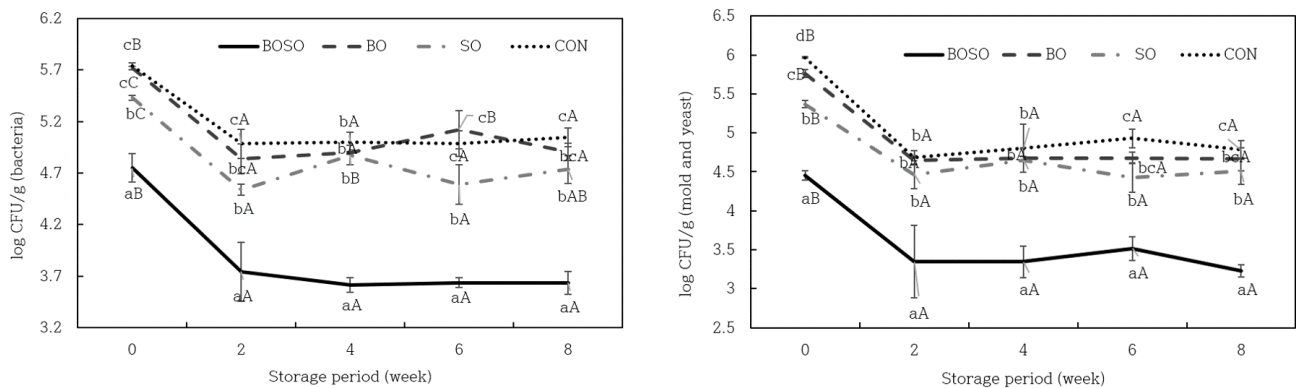 6.2
5.7
5.2
4.7
4.2
3.7
3.2
log CFU/g (bacteria)
BOSO BO SO CON
cB
cC
bC
aB
cA
bcA
bA
aA
bA
bA
bB
aA
cB
cA
bA
aA
cA
bcA
bAB
aA
0 2 4 6 8
Storage period (week)
6.5
6
5.5
5
4.5
4
3.5
3
2.5
log CFU/g (mold and yeast)
BOSO BO SO CON
dB
cB
bB
aB
bA
bA
bA
aA
bA
bA
bA
aA
cA
bcA
bA
aA
cA
bcA
bA
aA
0 2 4 6 8
Storage period (week)